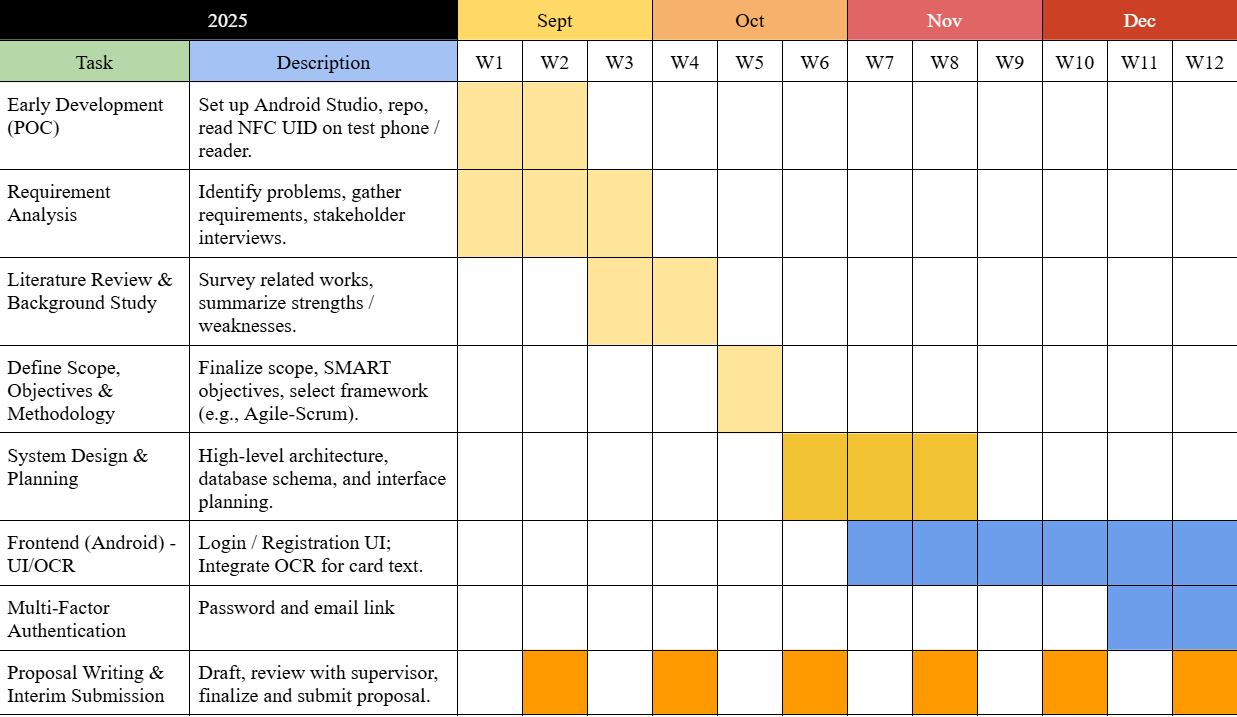 2025 Sept Oct Nov Dec
Task Description W1 W2 W3 W4 W5 W6 W7 W8 W9 W10 W11 W12
Early Development
(POC)
Set up Android Studio, repo,
read NFC UID on test phone /
reader.
Requirement
Analysis
Identify problems, gather
requirements, stakeholder
interviews.
Literature Review &
Background Study
Survey related works,
summarize strengths /
weaknesses.
Define Scope,
Objectives &
Methodology
Finalize scope, SMART
objectives, select framework
(e.g., Agile-Scrum).
System Design &
Planning
High-level architecture,
database schema, and interface
planning.
Frontend (Android) -
UI/OCR
Login / Registration UI;
Integrate OCR for card text.
Multi-Factor
Authentication
Password and email link
Proposal Writing &
Interim Submission
Draft, review with supervisor,
finalize and submit proposal.